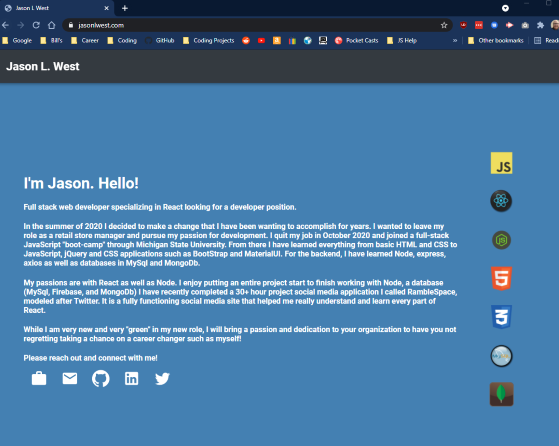 Jason L West
jasonlwest.com
Google Bill's Career Coding GitHub Coding Projects Pocket Casts JS Help » Other bookmarks Readi
Jason L. West
I'm Jason. Hello!
Full stack web developer specializing in React looking for a developer position.
In the summer of 2020 I decided to make a change that I have been wanting to accomplish for years. I wanted to leave my
role as a retail store manager and pursue my passion for development. I quit my job in October 2020 and joined a full-stack
JavaScript "boot-camp" through Michigan State University. From there I have learned everything from basic HTML and CSS to
JavaScript, jQuery and CSS applications such as BootStrap and MaterialUI. For the backend, I have learned Node, express,
axios as well as databases in MySql and MongoDb.
My passions are with React as well as Node. I enjoy putting an entire project start to finish working with Node, a database
(MySql, Firebase, and MongoDb) I have recently completed a 30+ hour project social media application I called RambleSpace,
modeled after Twitter. It is a fully functioning social media site that helped me really understand and learn every part of
React.
While I am very new and very "green" in my new role, I will bring a passion and dedication to your organization to have you not
regretting taking a chance on a career changer such as myself!
Please reach out and connect with me!
JS
5
3
in